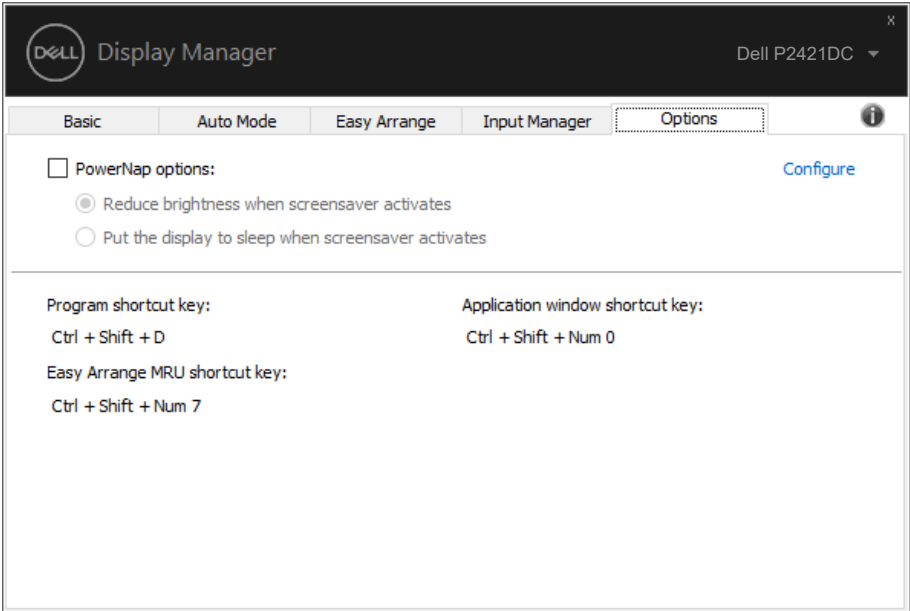 x
DELL Display Manager
Dell P2421DC
Basic Auto Mode Easy Arrange Input Manager Options
PowerNap options: Configure
Reduce brightness when screensaver activates
Put the display to sleep when screensaver activates
Program shortcut key: Application window shortcut key:
Ctrl + Shift + D Ctrl + Shift + Num 0
Easy Arrange MRU shortcut key:
Ctrl + Shift + Num 7